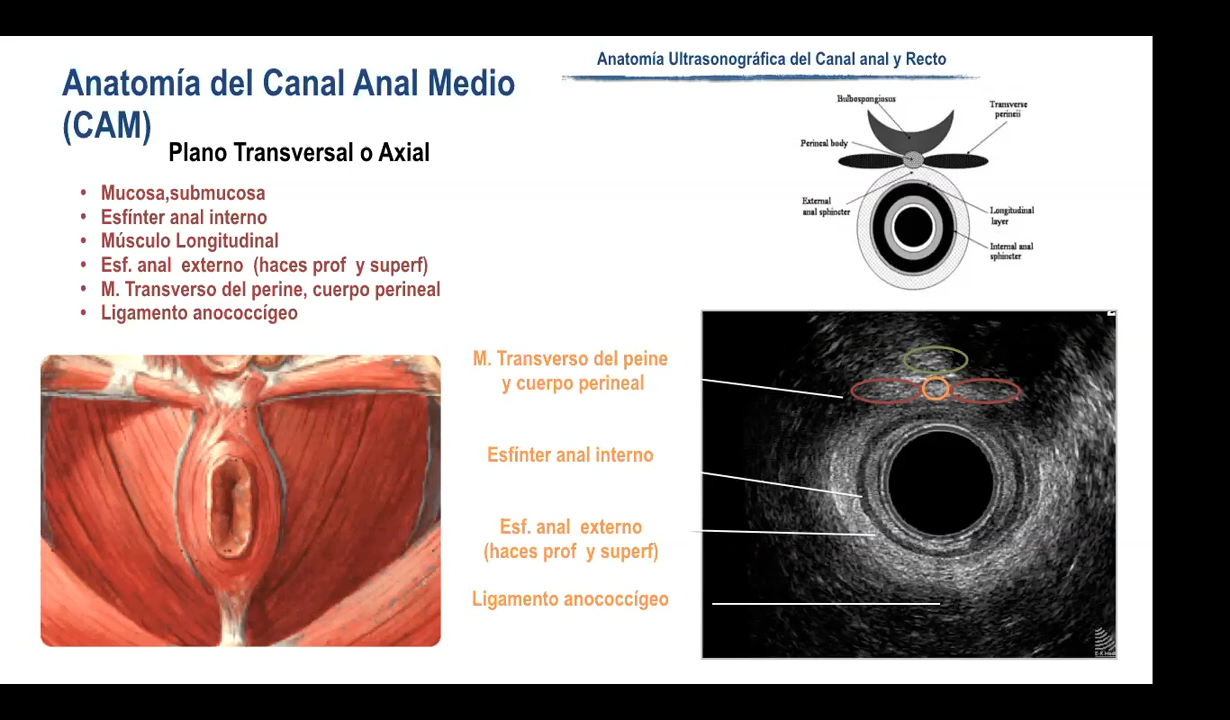 Anatomía Ultrasonográfica del Canal anal y Recto
Anatomía del Canal Anal Medio
(CAM)
Plano Transversal o Axial
• Mucosa,submucosa
• Esfínter anal interno
• Músculo Longitudinal
• Esf. anal externo (haces prof y superf)
• M. Transverso del perine, cuerpo perineal
• Ligamento anococcígeo
Bulbospongiosus
Transverse
perineii
Perineal body
External
anal sphincter
Longitudinal
layer
Internal anal
sphincter
M. Transverso del peine
y cuerpo perineal
Esfínter anal interno
Esf. anal externo
(haces prof y superf)
Ligamento anococcígeo